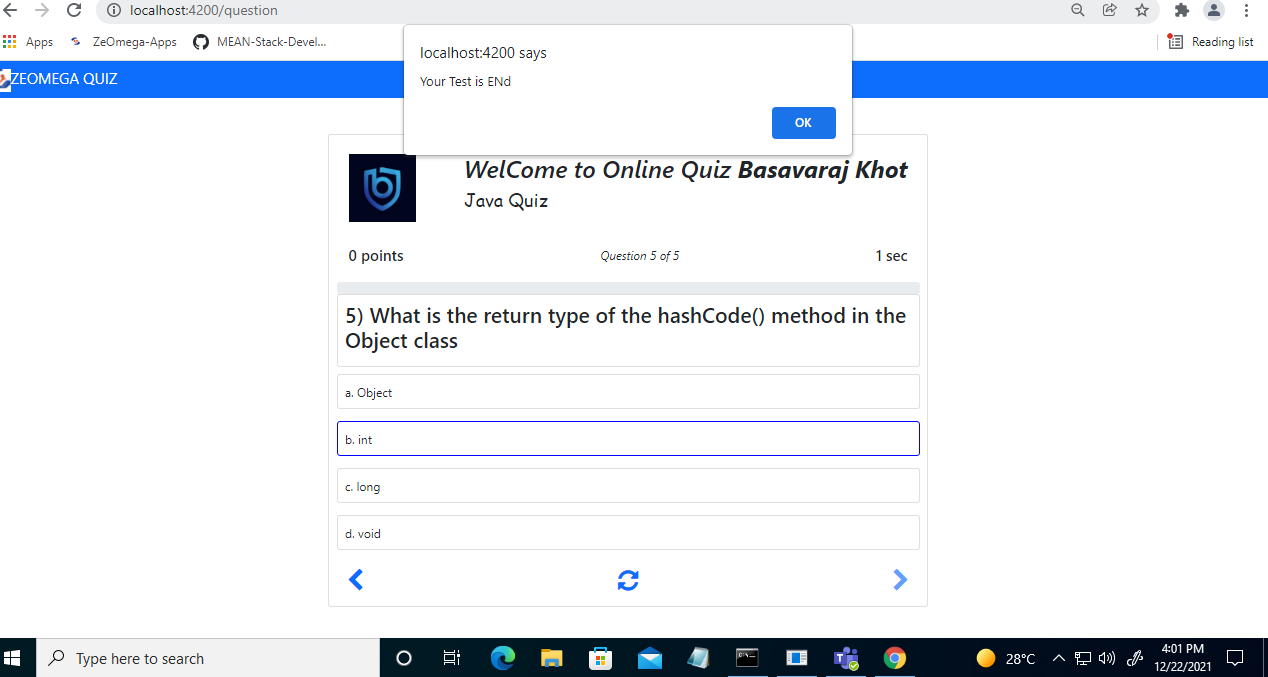 localhost:4200/question
Apps ZeOmega-Apps MEAN-Stack-Devel... Reading list
localhost:4200 says
Your Test is ENd
OK
ZEOMEGA QUIZ
b
WelCome to Online Quiz Basavaraj Khot
Java Quiz
0 points Question 5 of 5 1 sec
5) What is the return type of the hashCode() method in the
Object class
a. Object
b. int
c. long
d. void
Type here to search
28°C
4:01 PM
12/22/2021